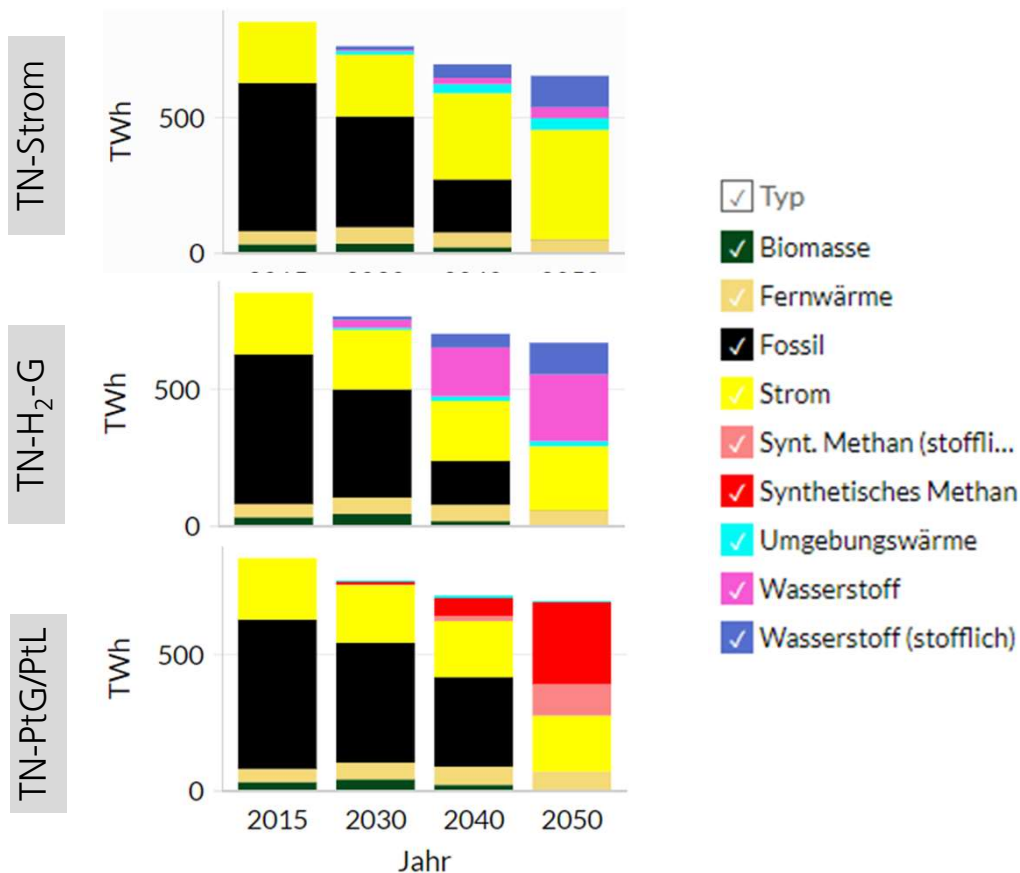 TN-Strom
TWh
500
0
TN-H₂-G
TWh
500
0
TN-PtG/PtL
TWh
500
0
2015 2030 2040 2050
Jahr
Typ
Biomasse
Fernwärme
Fossil
Strom
Synt. Methan (stoffli...
Synthetisches Methan
Umgebungswärme
Wasserstoff
Wasserstoff (stofflich)